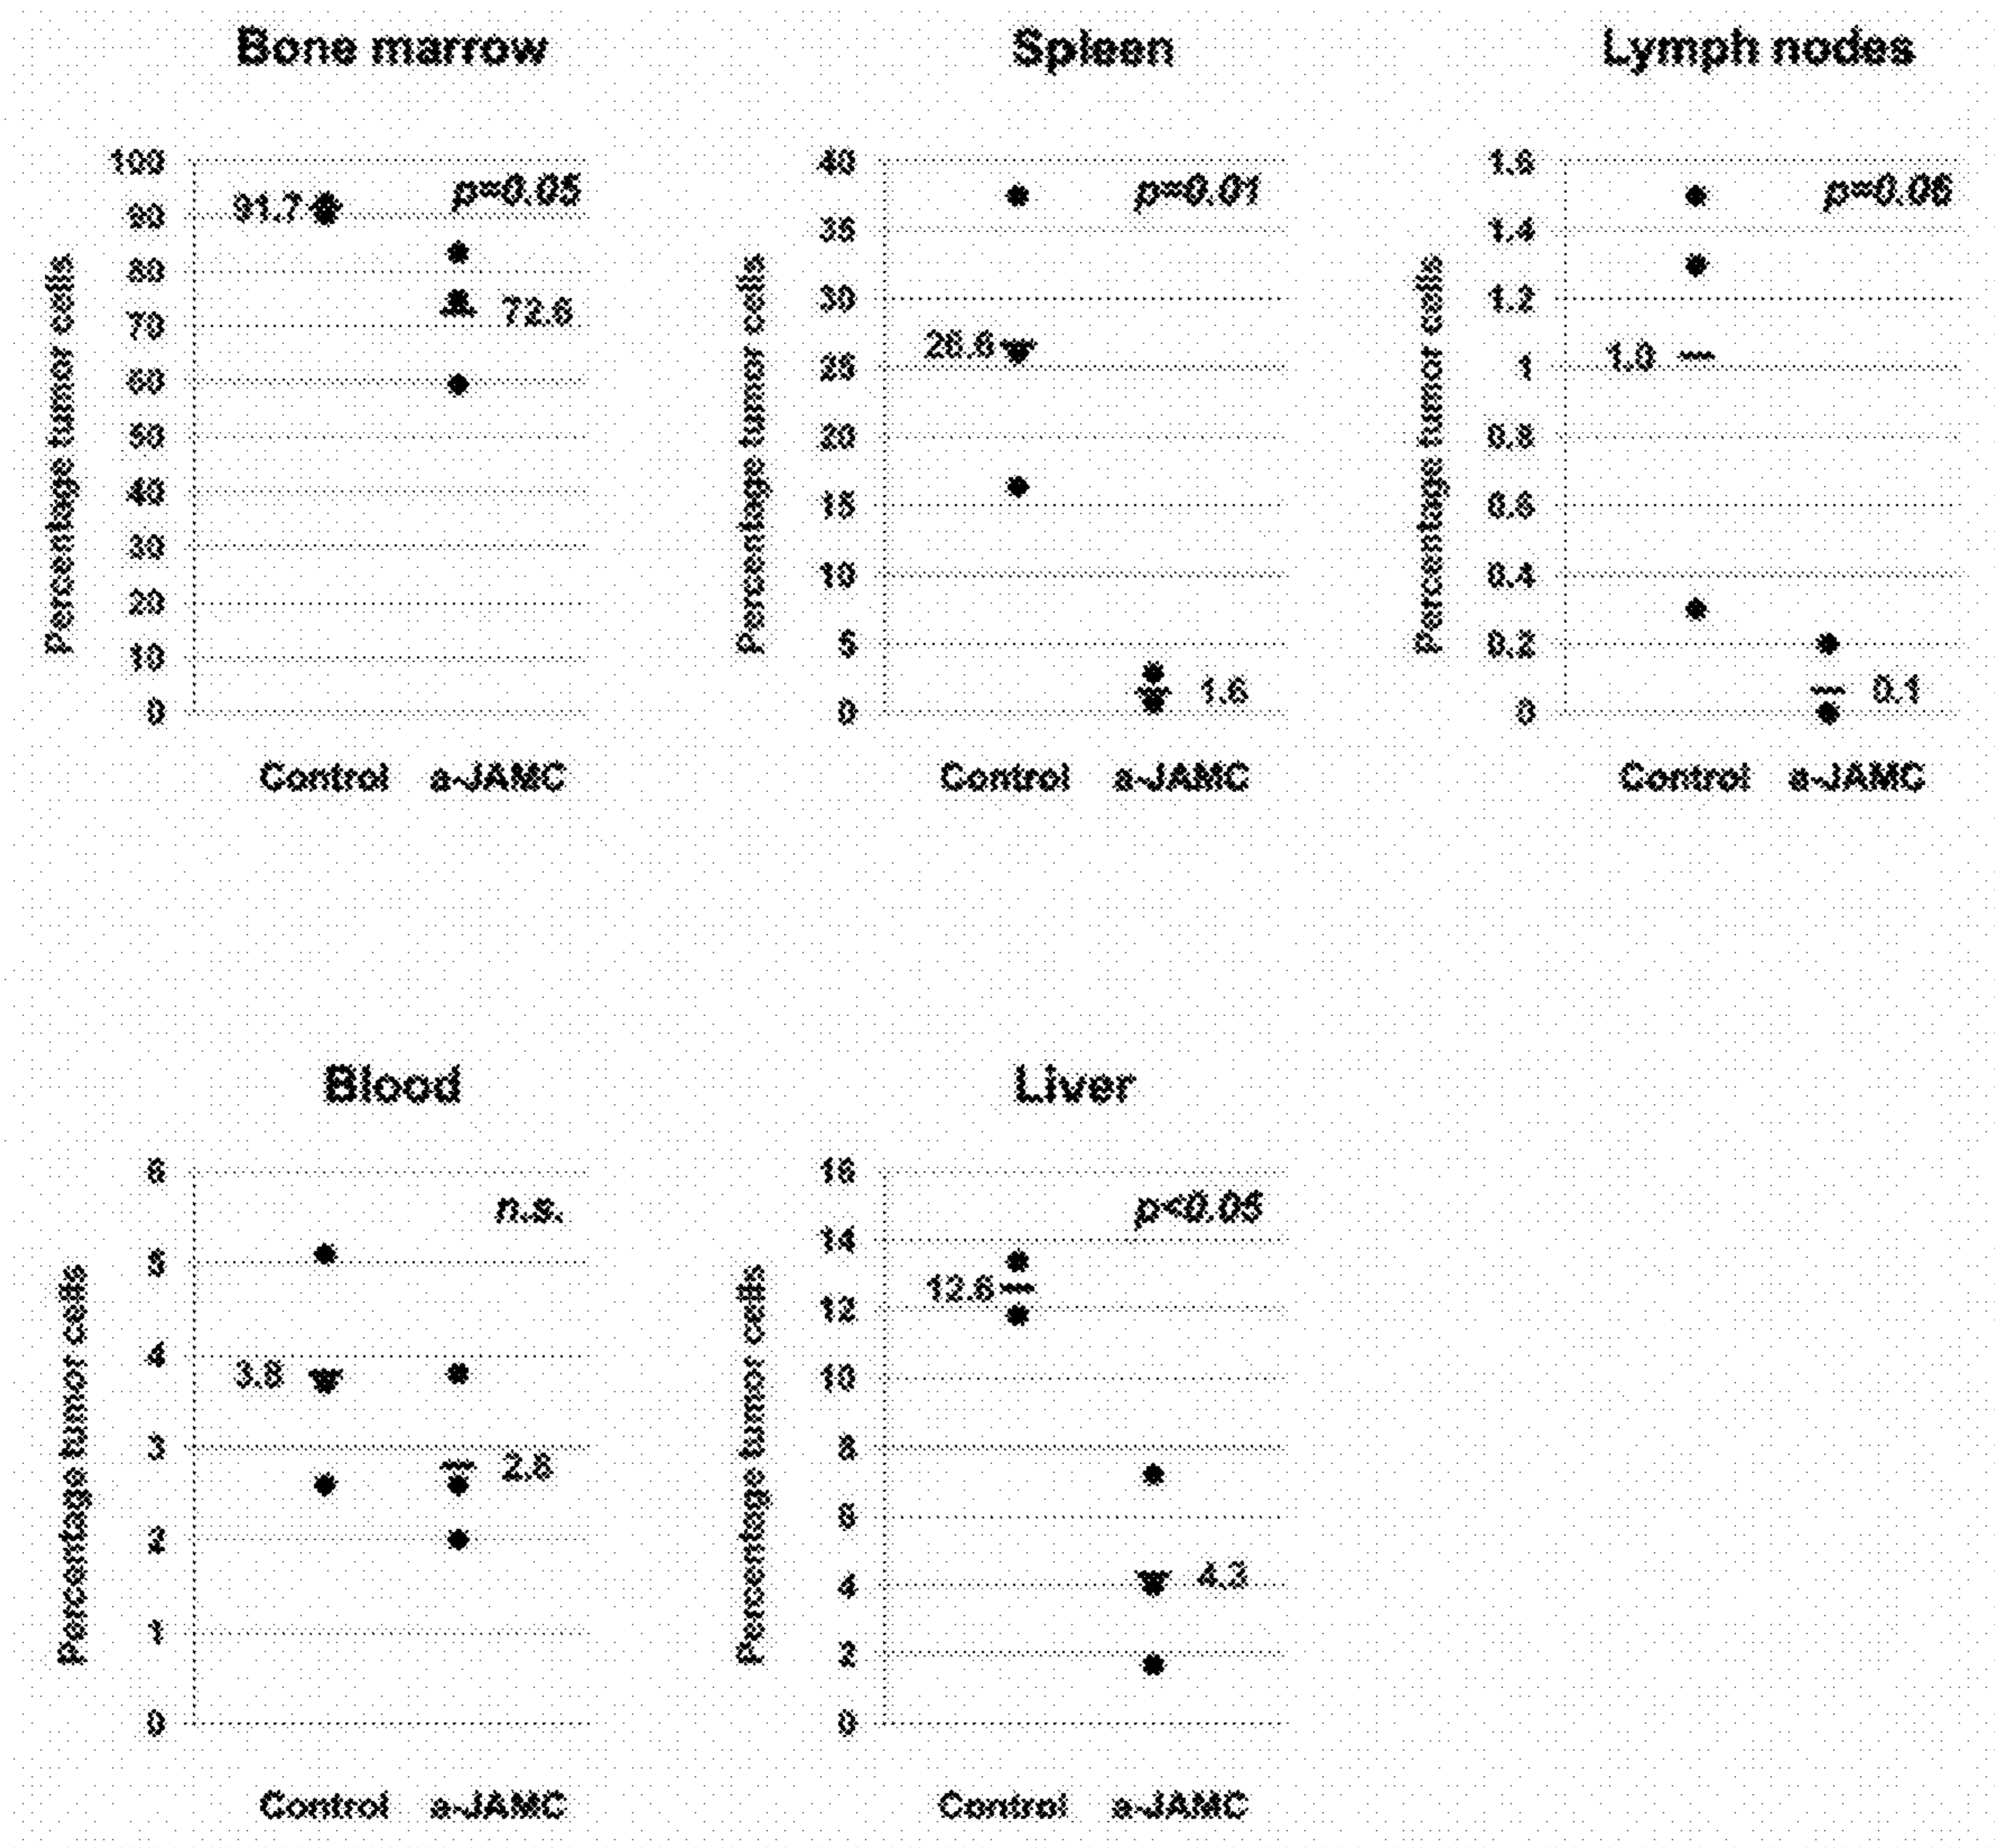 Bone marrow
Percentage tumor cells
100
90
80
70
60
50
40
30
20
10
0
91.7
p=0.05
72.6
Control a-JAMC
Spleen
Percentage tumor cells
40
35
30
25
20
15
10
5
0
26.6
p=0.01
1.6
Control a-JAMC
Lymph nodes
Percentage tumor cells
1.6
1.4
1.2
1
0.8
0.6
0.4
0.2
0
1.0
p=0.06
0.1
Control a-JAMC
Blood
Percentage tumor cells
6
5
4
3
2
1
0
3.8
n.s.
2.8
Control a-JAMC
Liver
Percentage tumor cells
16
14
12
10
8
6
4
2
0
12.6
p<0.05
4.3
Control a-JAMC